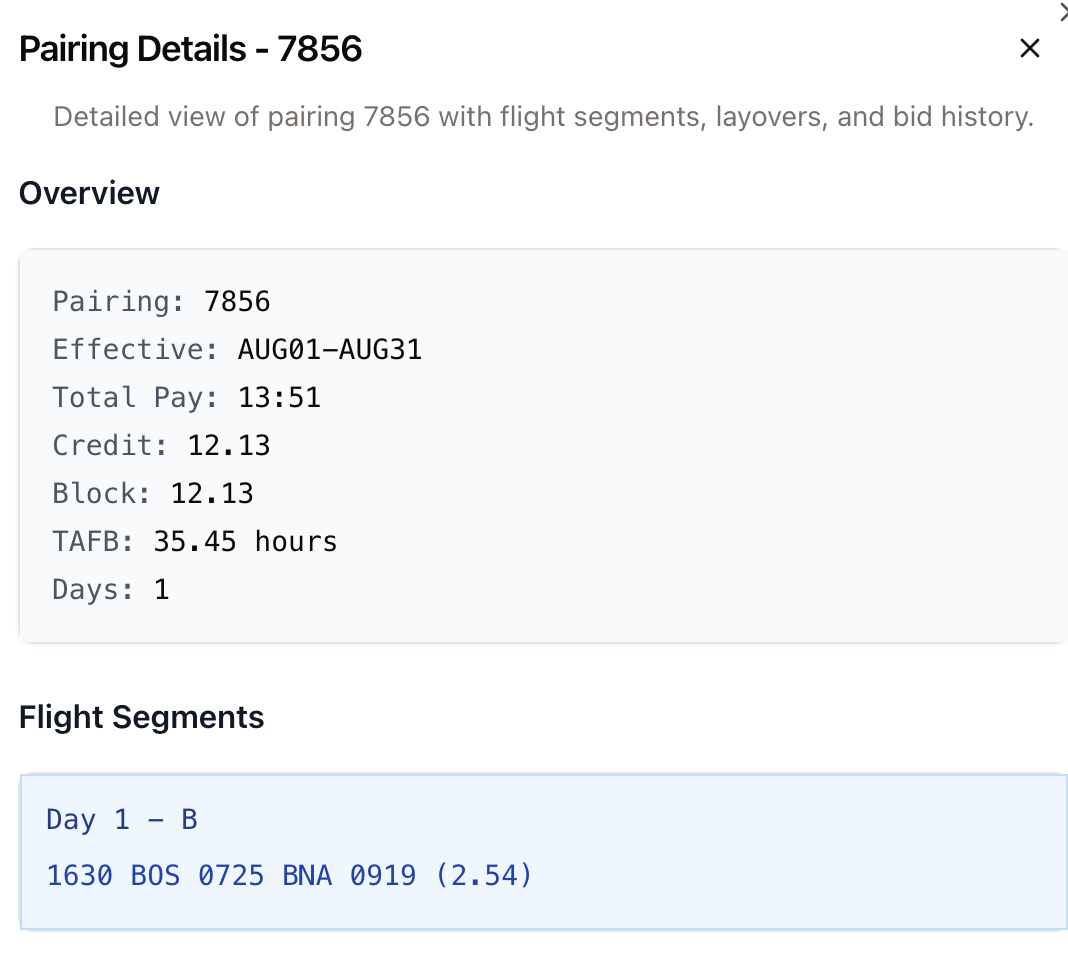 Pairing Details - 7856
Detailed view of pairing 7856 with flight segments, layovers, and bid history.
Overview
Pairing: 7856
Effective: AUG01–AUG31
Total Pay: 13:51
Credit: 12.13
Block: 12.13
TAFB: 35.45 hours
Days: 1
Flight Segments
Day 1 – B
1630 BOS 0725 BNA 0919 (2.54)